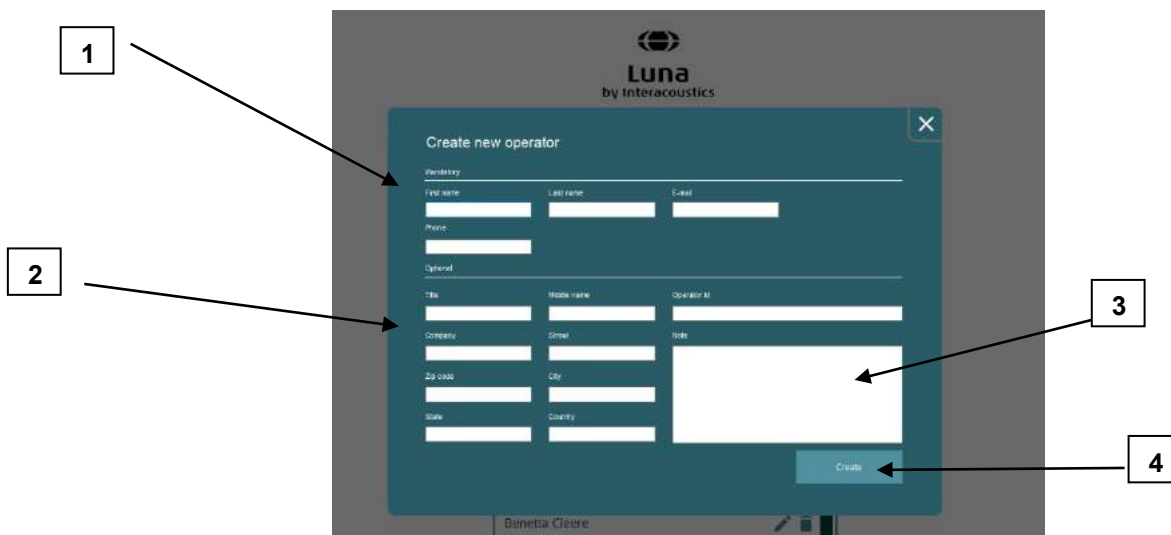 1
Luna
by Interacoustics
Create new operator
Mandatory
First name Last name E-mail
Phone
2
Optional
Title Middle name Operator Id
3
Company Street Note
Zip code City
State Country
Create
4
Benetta Cleere